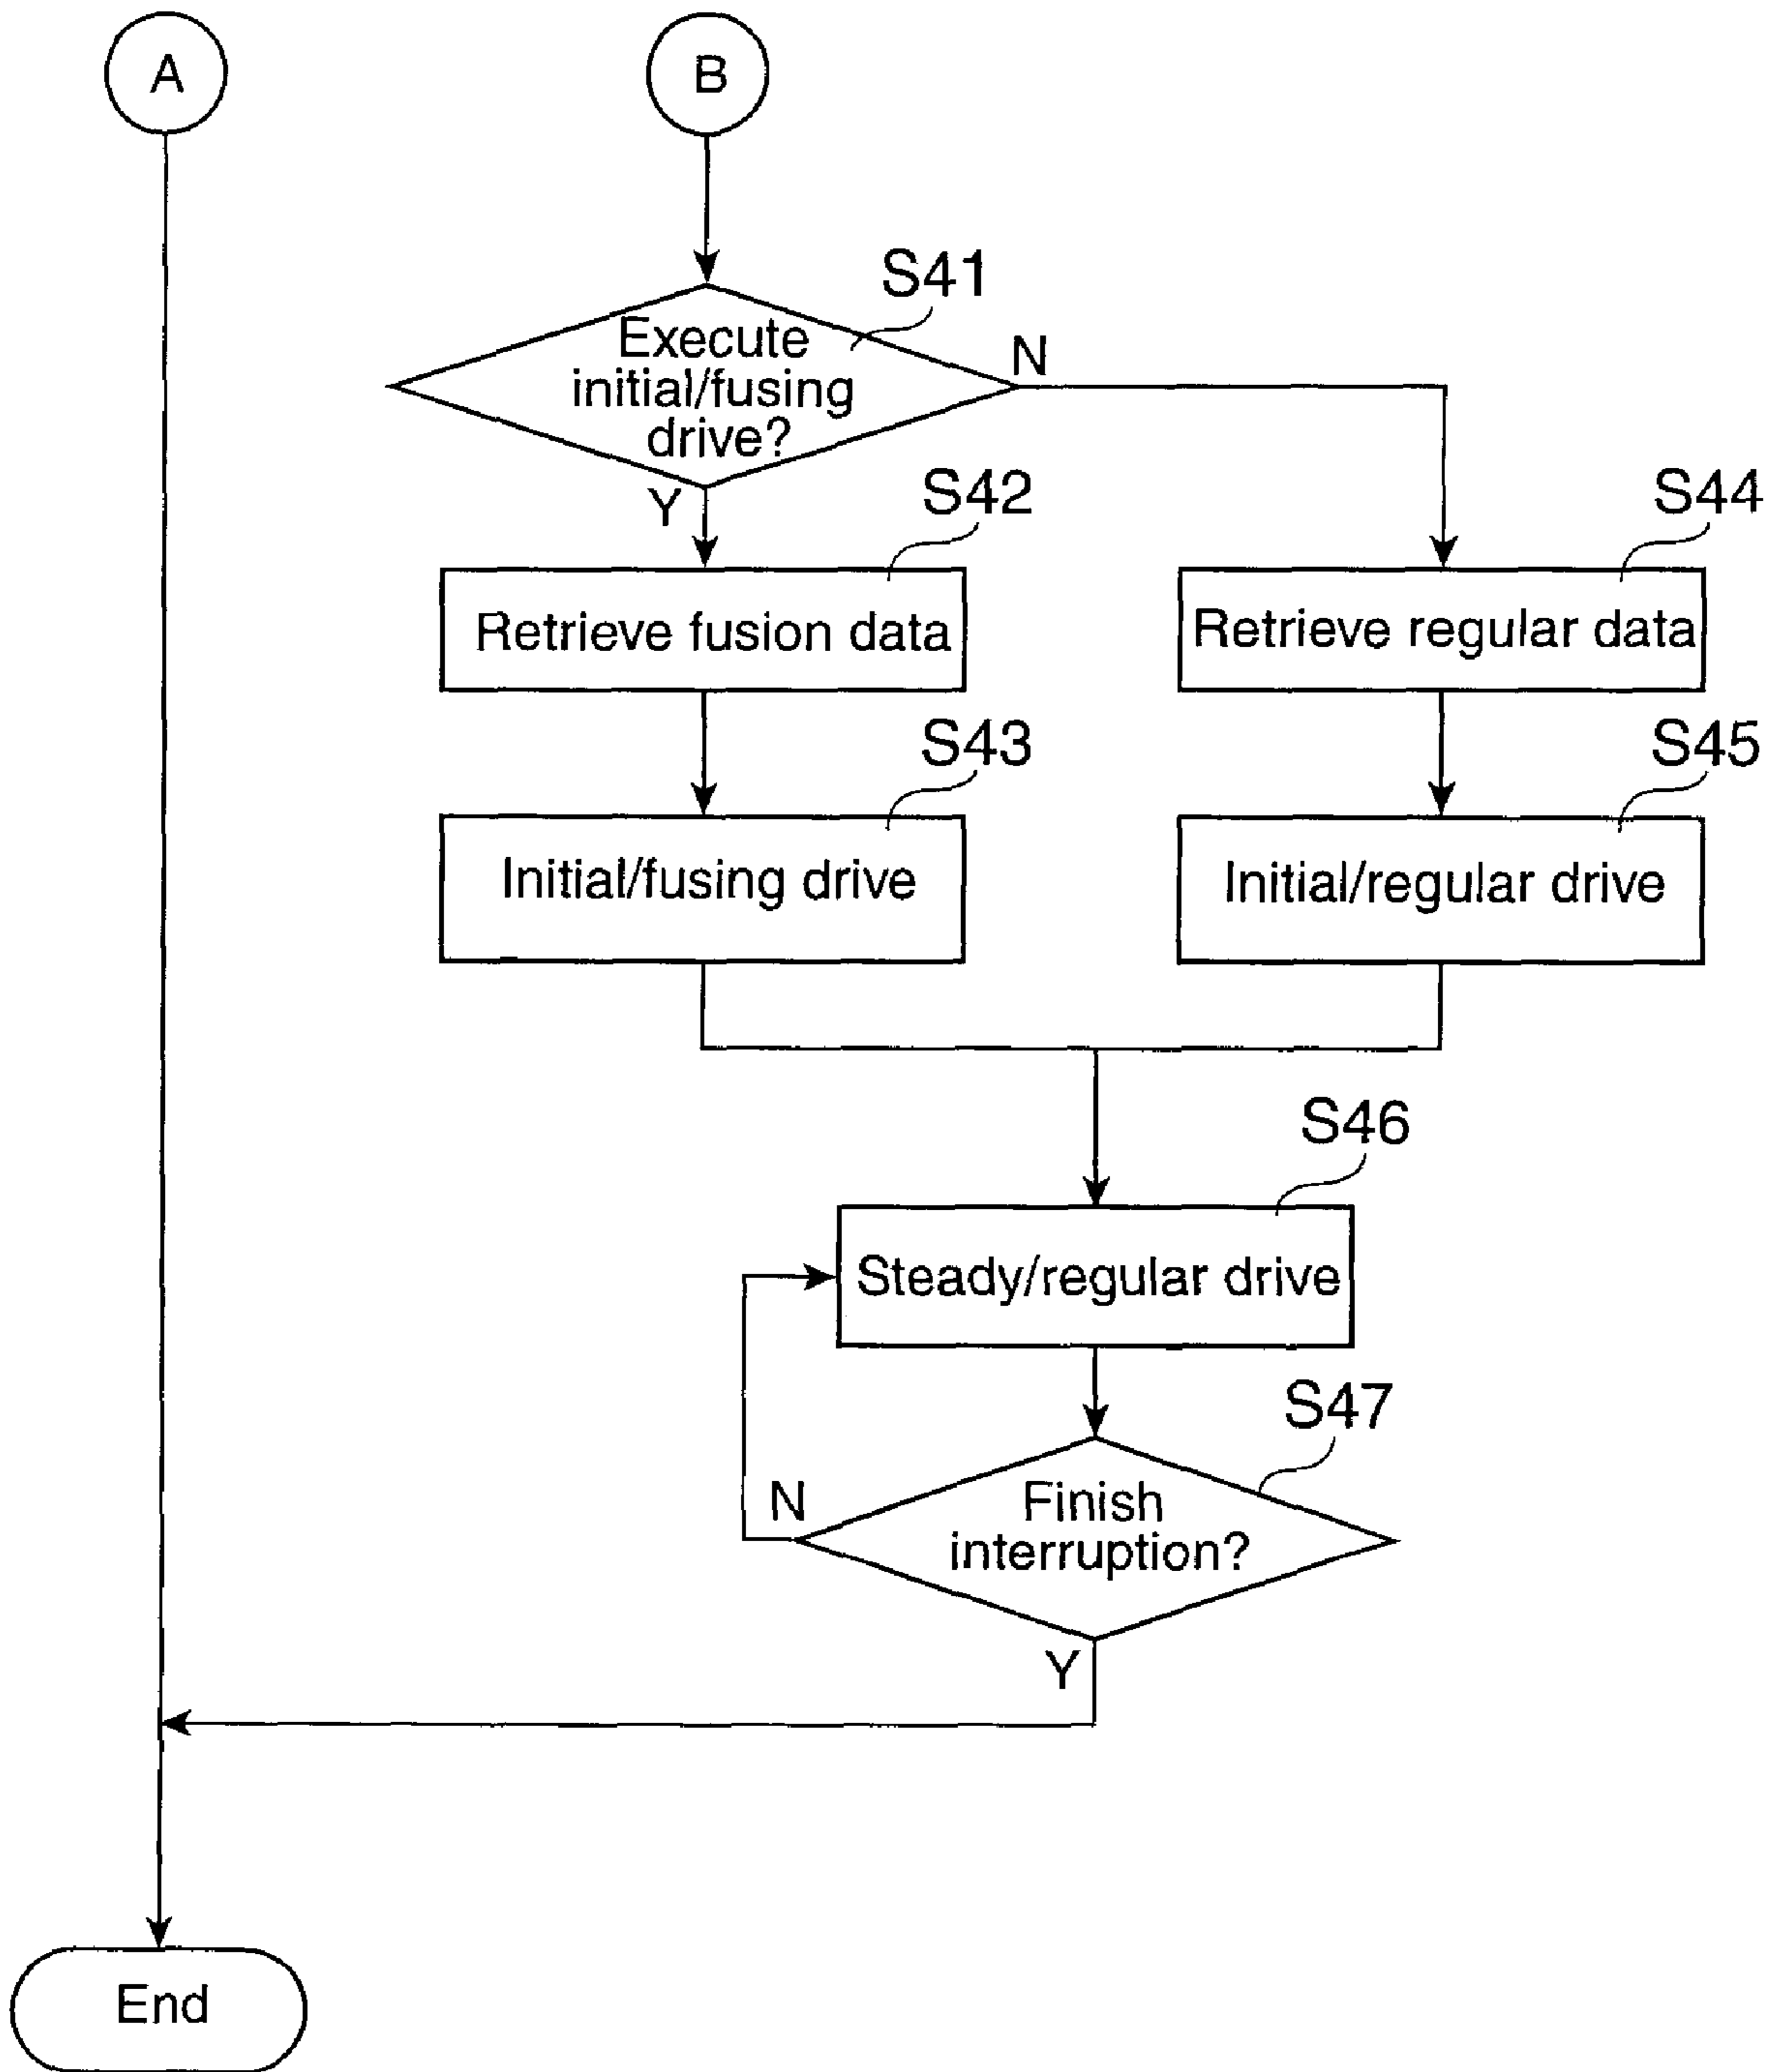 A
B
S41
Execute
initial/fusing
drive?
N
Y
S42
S44
Retrieve fusion data
Retrieve regular data
S43
S45
Initial/fusing drive
Initial/regular drive
S46
Steady/regular drive
S47
N
Finish
interruption?
Y
End